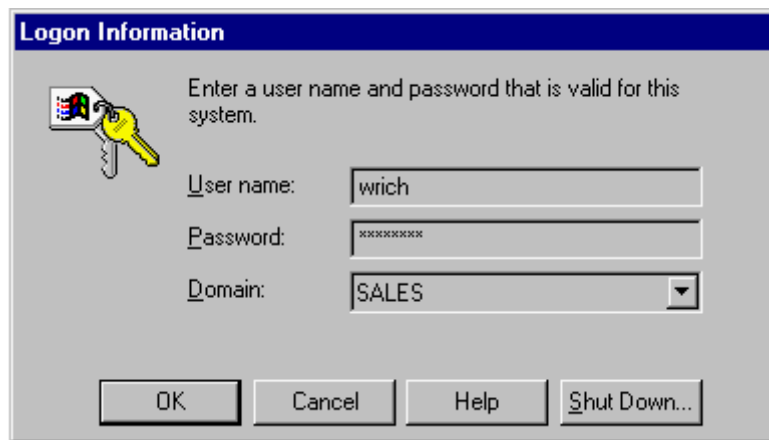 Logon Information
Enter a user name and password that is valid for this
system.
User name: wrich
Password: ********
Domain: SALES
OK Cancel Help Shut Down...